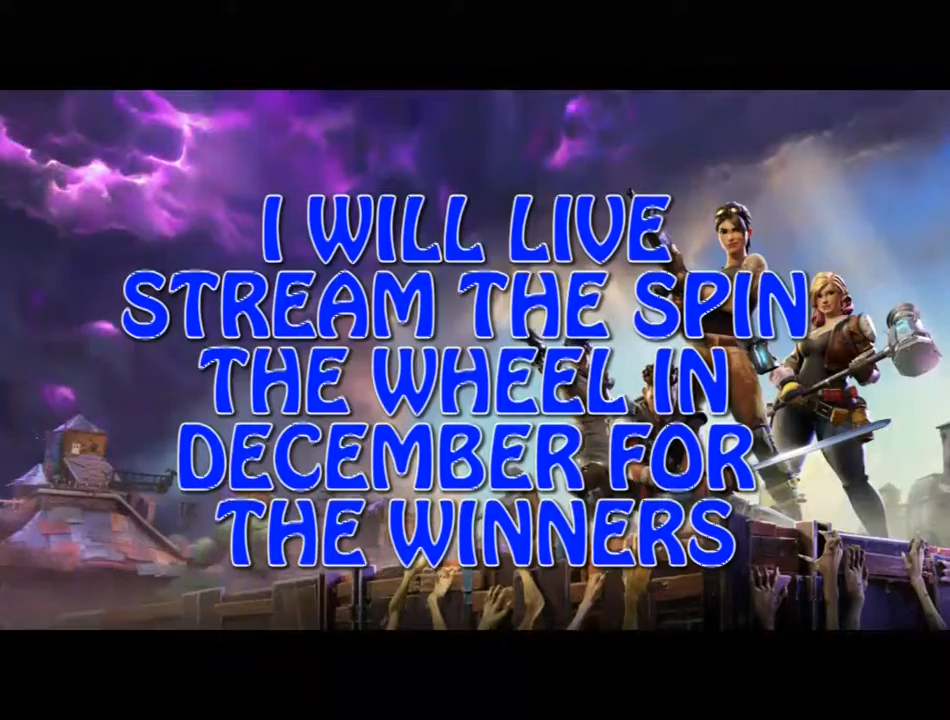 I WILL LIVE
STREAM THE SPIN
THE WHEEL IN
DECEMBER FOR
THE WINNERS